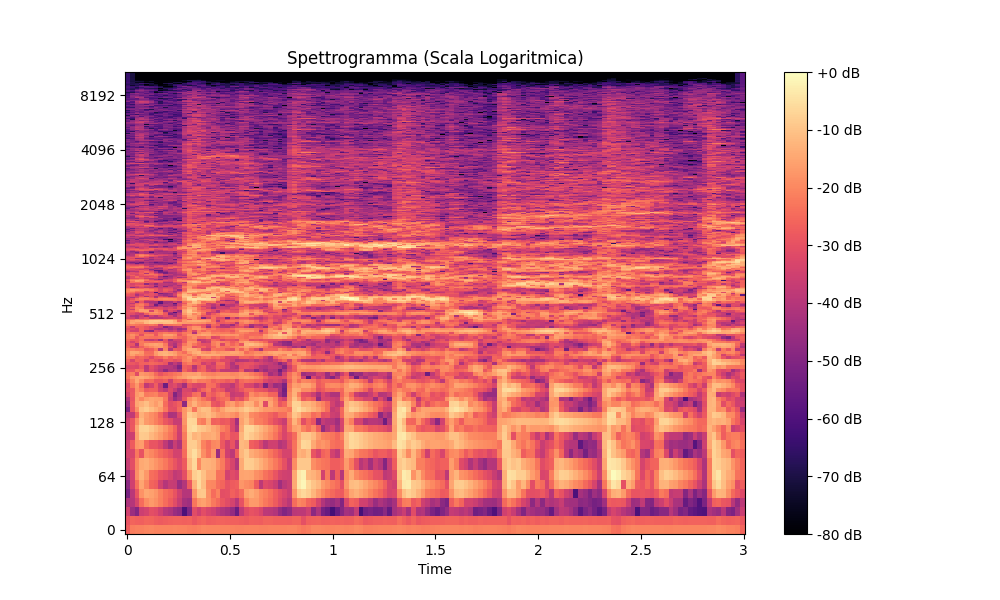 Spettrogramma (Scala Logaritmica)
Hz
8192
4096
2048
1024
512
256
128
64
0
0 0.5 1 1.5 2 2.5 3
Time
+0 dB
-10 dB
-20 dB
-30 dB
-40 dB
-50 dB
-60 dB
-70 dB
-80 dB